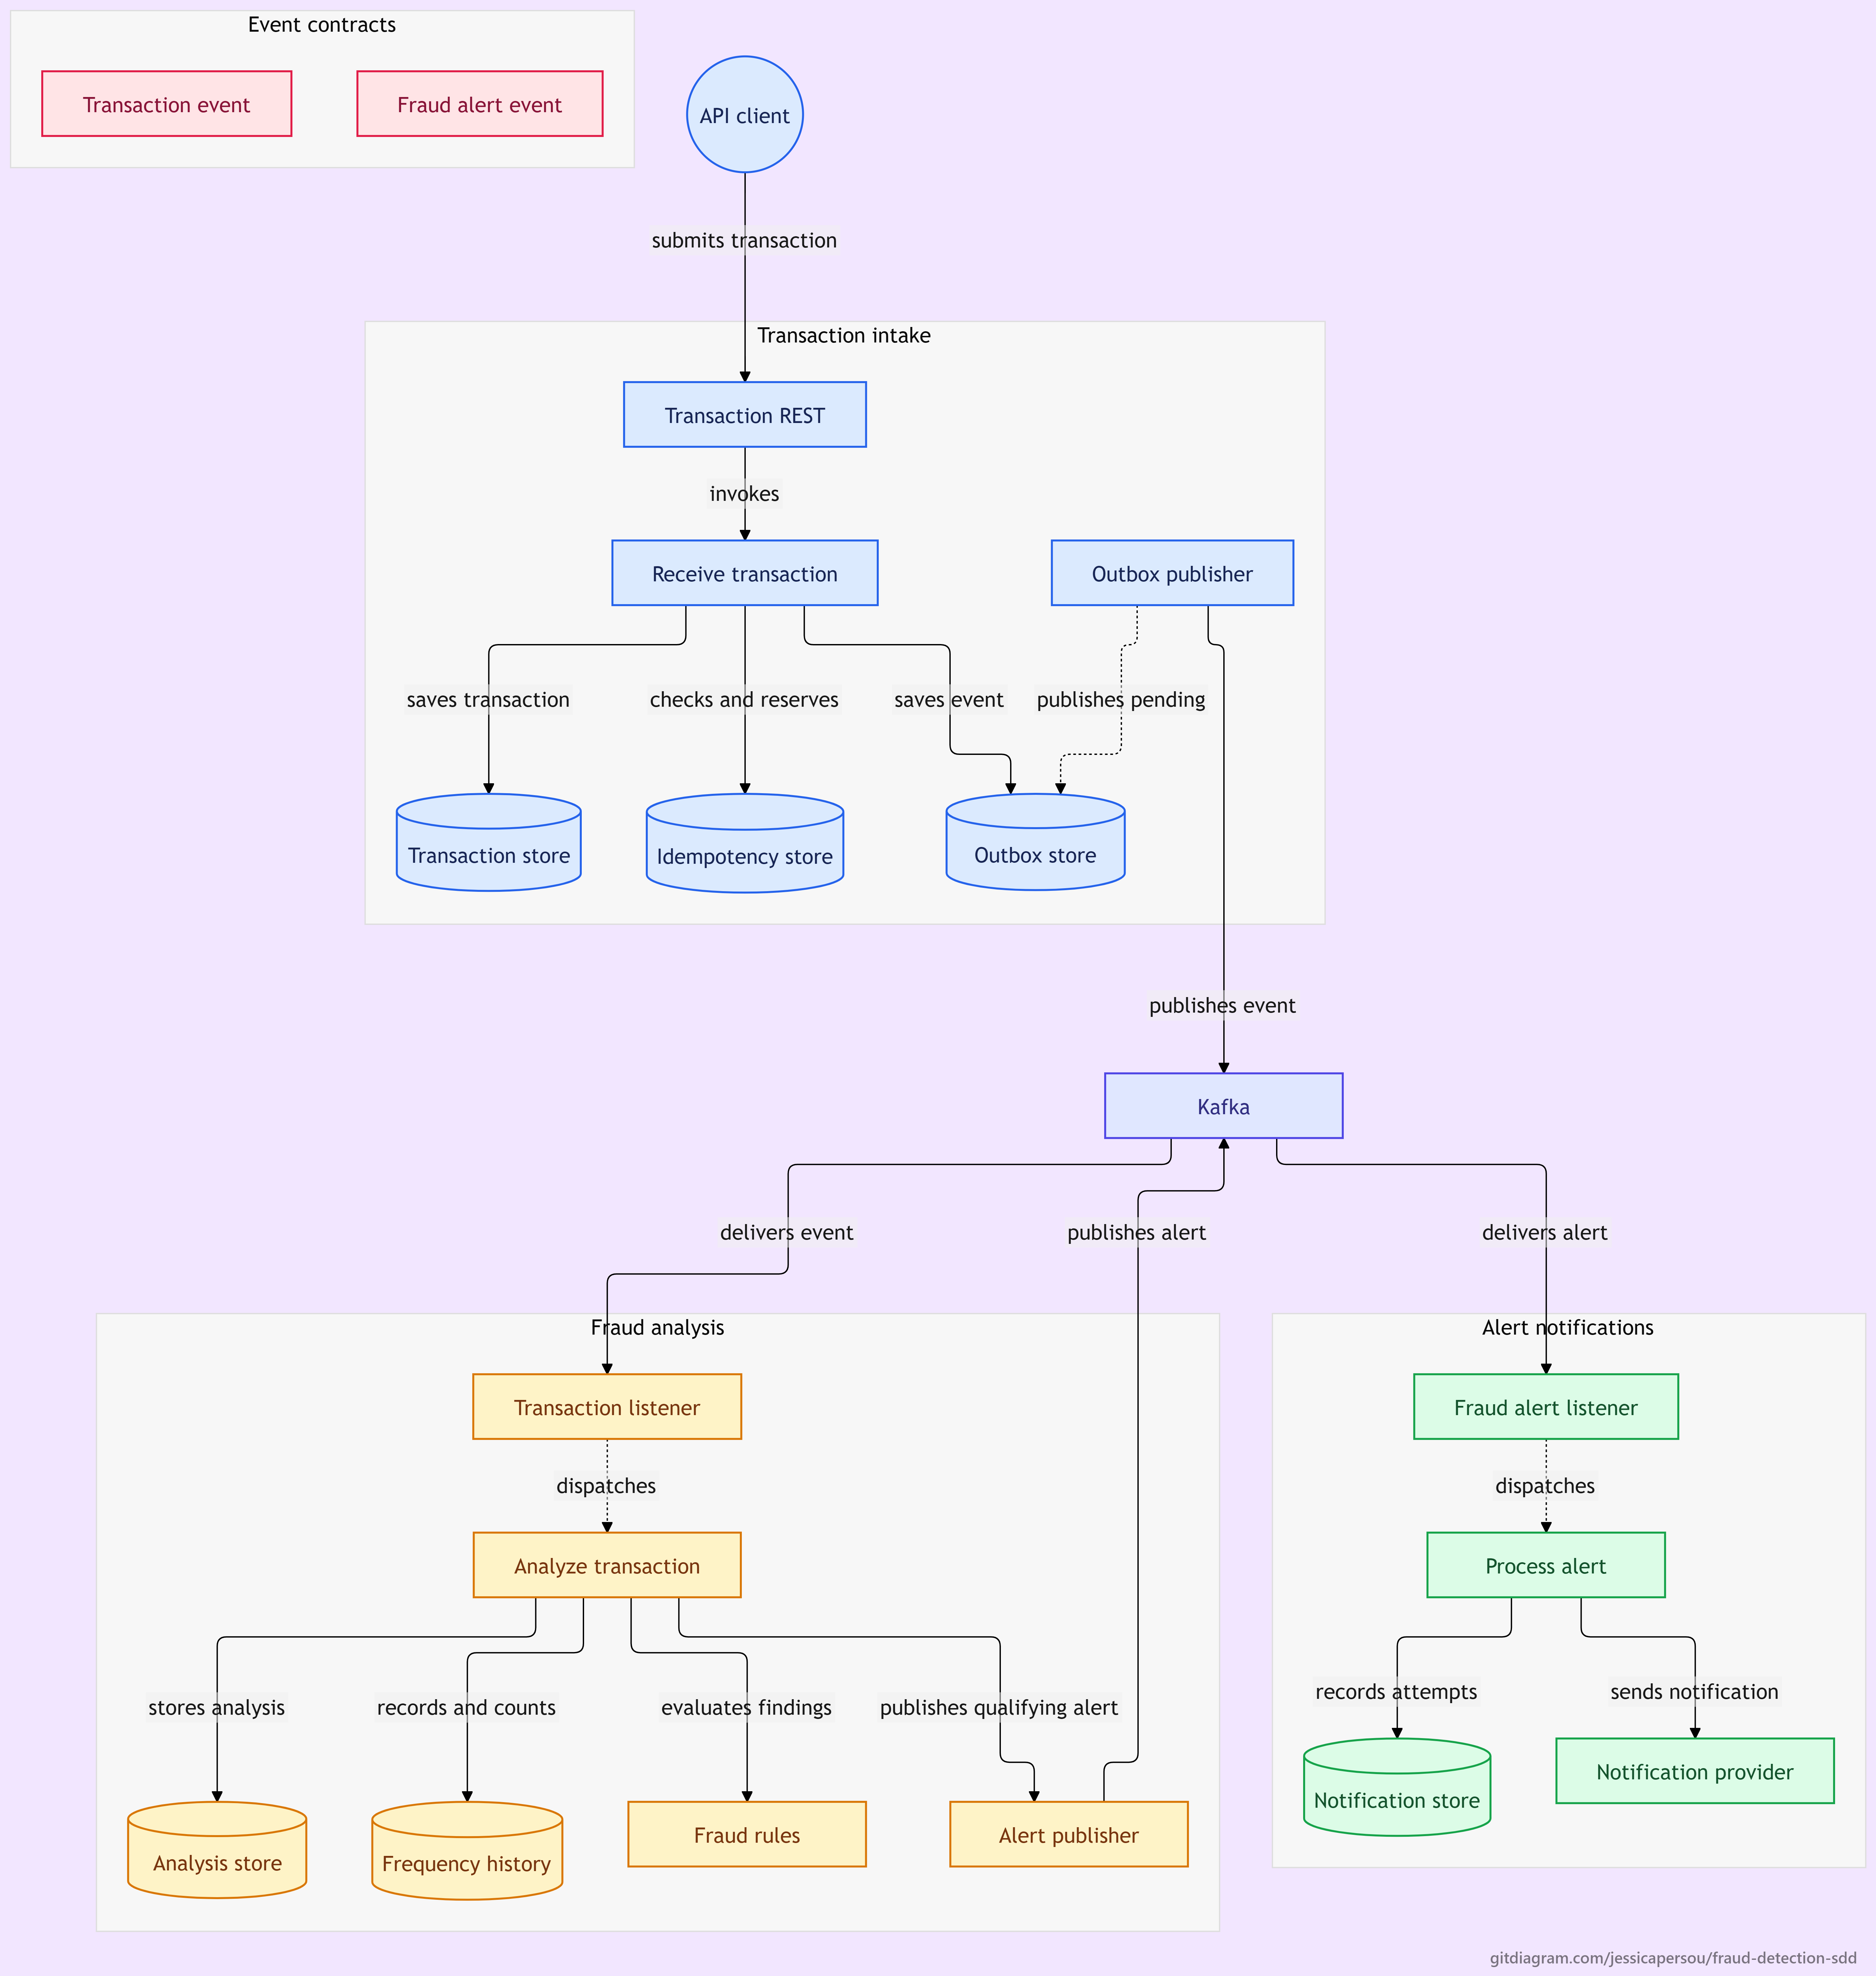 Event contracts
Transaction event
Fraud alert event
API client
submits transaction
Transaction intake
Transaction REST
invokes
Receive transaction
Outbox publisher
saves transaction
checks and reserves
saves event
publishes pending
Transaction store
Idempotency store
Outbox store
publishes event
Kafka
delivers event
publishes alert
delivers alert
Fraud analysis
Alert notifications
Transaction listener
Fraud alert listener
dispatches
dispatches
Analyze transaction
Process alert
stores analysis
records and counts
evaluates findings
publishes qualifying alert
records attempts
sends notification
Analysis store
Frequency history
Fraud rules
Alert publisher
Notification store
Notification provider
gitdiagram.com/jessicapersou/fraud-detection-sdd